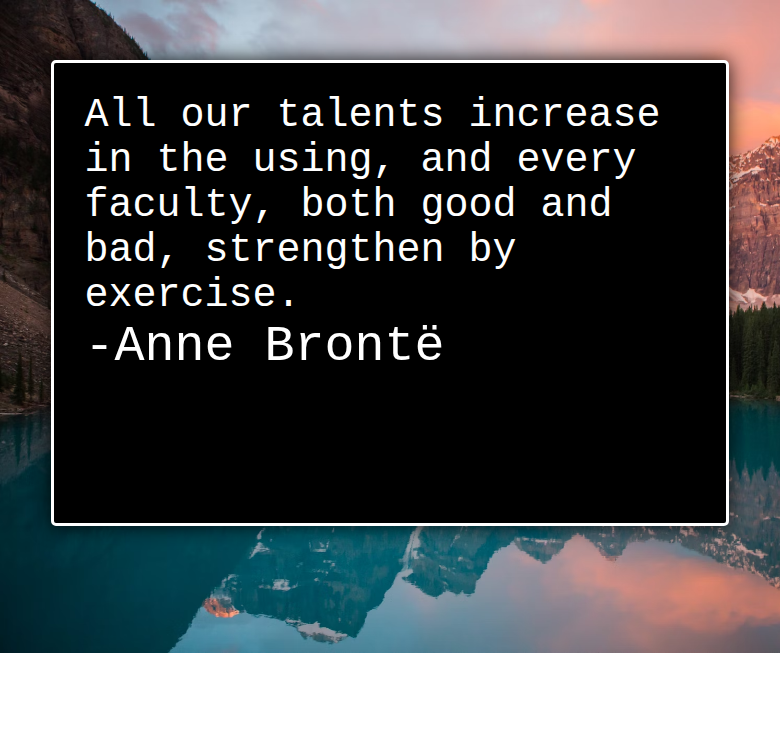 All our talents increase
in the using, and every
faculty, both good and
bad, strengthen by
exercise.
-Anne Brontë